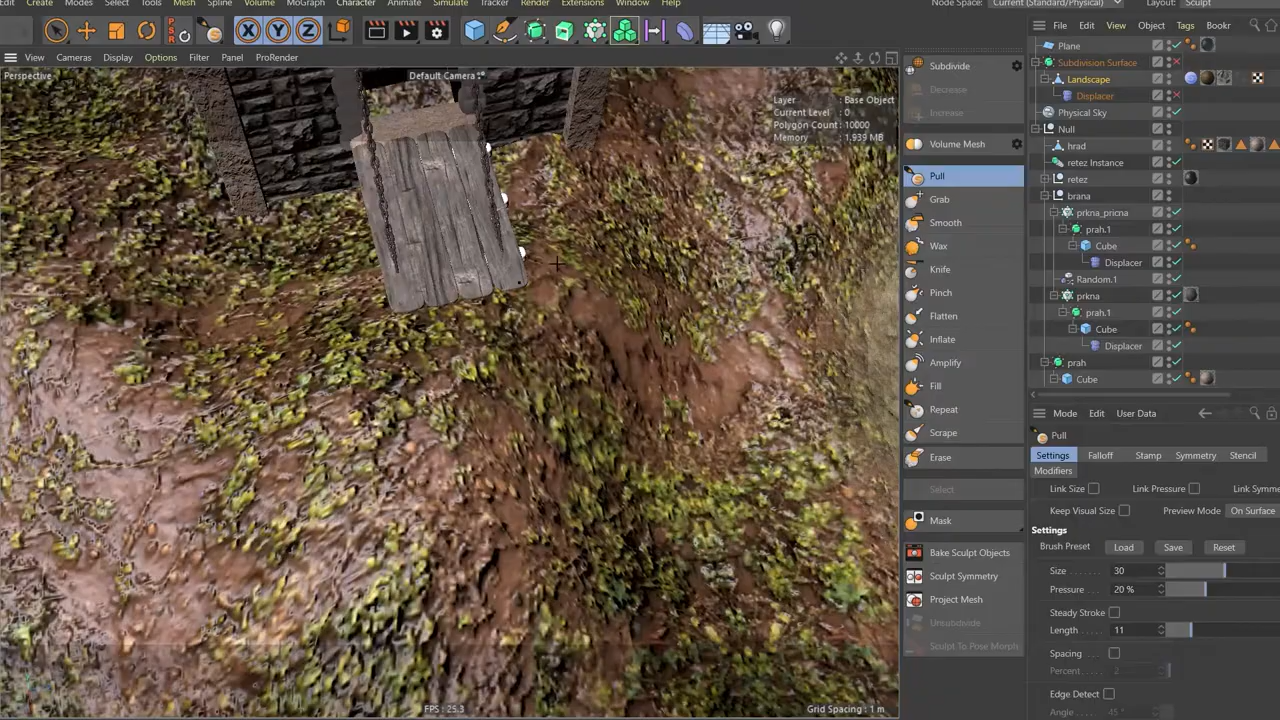 Create Modes Select Tools Mesh Spline Volume MoGraph Character Animate Simulate Tracker Render Extensions Window Help
Node Space: Current (Standard/Physical) Layout: Sculpt
File Edit View Object Tags Bookr
View Cameras Display Options Filter Panel ProRender
Perspective
Default Camera
Layer : Base Object
Current Level : 0
Polygon Count : 10000
Memory : 1.939 MB
FPS : 25.3
Grid Spacing : 1 m
Subdivide
Decrease
Increase
Volume Mesh
Pull
Grab
Smooth
Wax
Knife
Pinch
Flatten
Inflate
Amplify
Fill
Repeat
Scrape
Erase
Select
Mask
Bake Sculpt Objects
Sculpt Symmetry
Project Mesh
Unsubdivide
Sculpt To Pose Morph
Plane
Subdivision Surface
Landscape
Displacer
Physical Sky
Null
hrad
retez Instance
retez
brana
prkna_pricna
prah.1
Cube
Displacer
Random.1
prkna
prah.1
Cube
Displacer
prah
Cube
Mode Edit User Data
Pull
Settings Falloff Stamp Symmetry Stencil
Modifiers
Link Size Link Pressure Link Symme
Keep Visual Size Preview Mode On Surface
Settings
Brush Preset Load Save Reset
Size 30
Pressure 20 %
Steady Stroke
Length 11
Spacing
Percent 2
Edge Detect
Angle 45 °